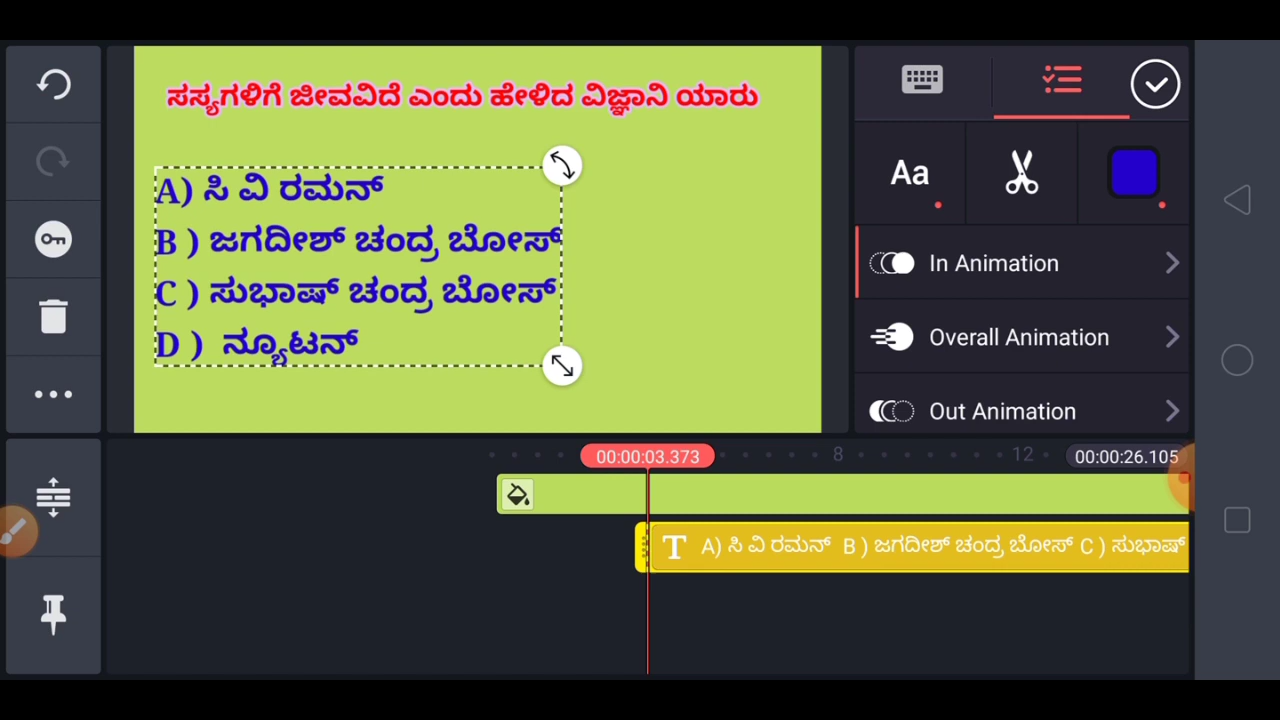 ಸಸ್ಯಗಳಿಗೆ ಜೀವವಿದೆ ಎಂದು ಹೇಳಿದ ವಿಜ್ಞಾನಿ ಯಾರು
A) ಸಿ ವಿ ರಮನ್
B ) ಜಗದೀಶ್ ಚಂದ್ರ ಬೋಸ್
C ) ಸುಭಾಷ್ ಚಂದ್ರ ಬೋಸ್
D ) ನ್ಯೂಟನ್
Aa
In Animation
Overall Animation
Out Animation
00:00:03.373
8
12
00:00:26.105
T A) ಸಿ ವಿ ರಮನ್ B ) ಜಗದೀಶ್ ಚಂದ್ರ ಬೋಸ್ C ) ಸುಭಾಷ್